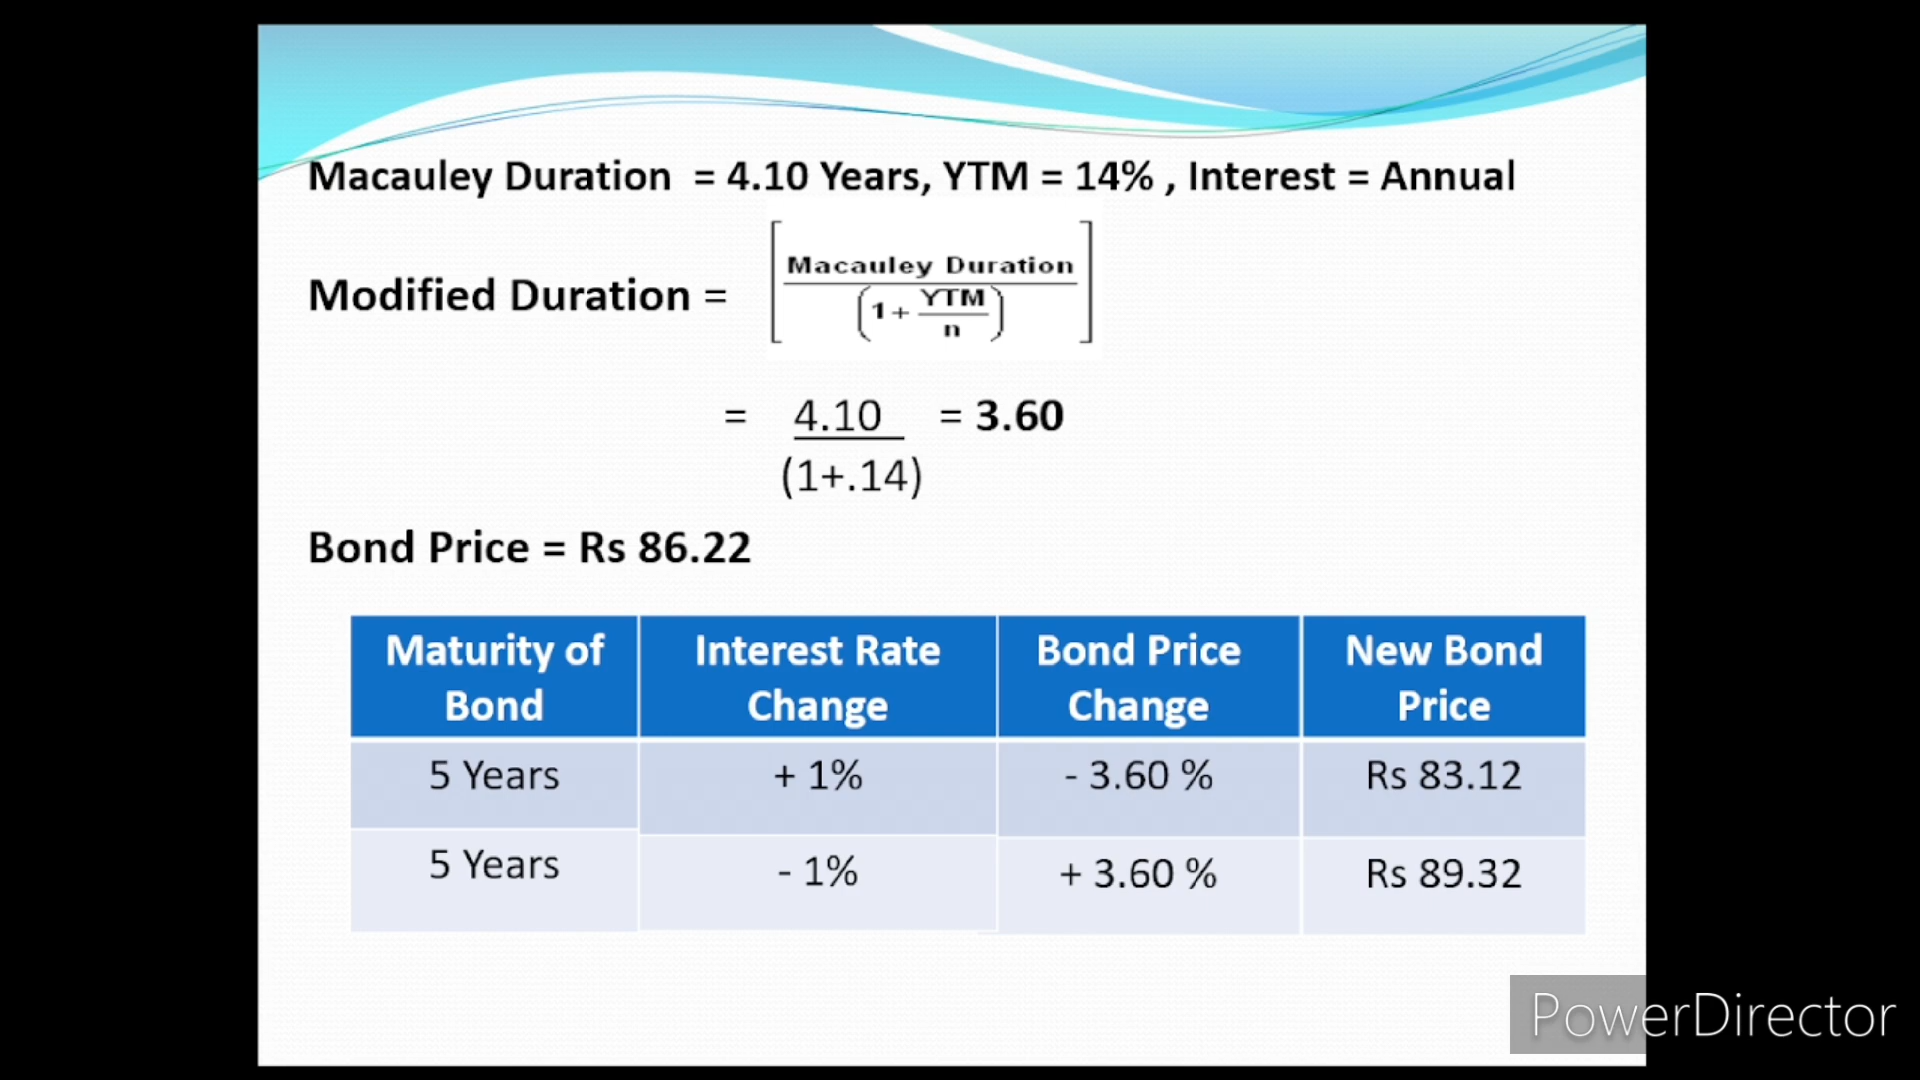 Macauley Duration = 4.10 Years, YTM = 14% , Interest = Annual
Modified Duration = [ Macauley Duration / ( 1 + YTM / n ) ]
= 4.10 = 3.60
(1+.14)
Bond Price = Rs 86.22
Maturity of Bond Interest Rate Change Bond Price Change New Bond Price
5 Years + 1% - 3.60 % Rs 83.12
5 Years - 1% + 3.60 % Rs 89.32
PowerDirector